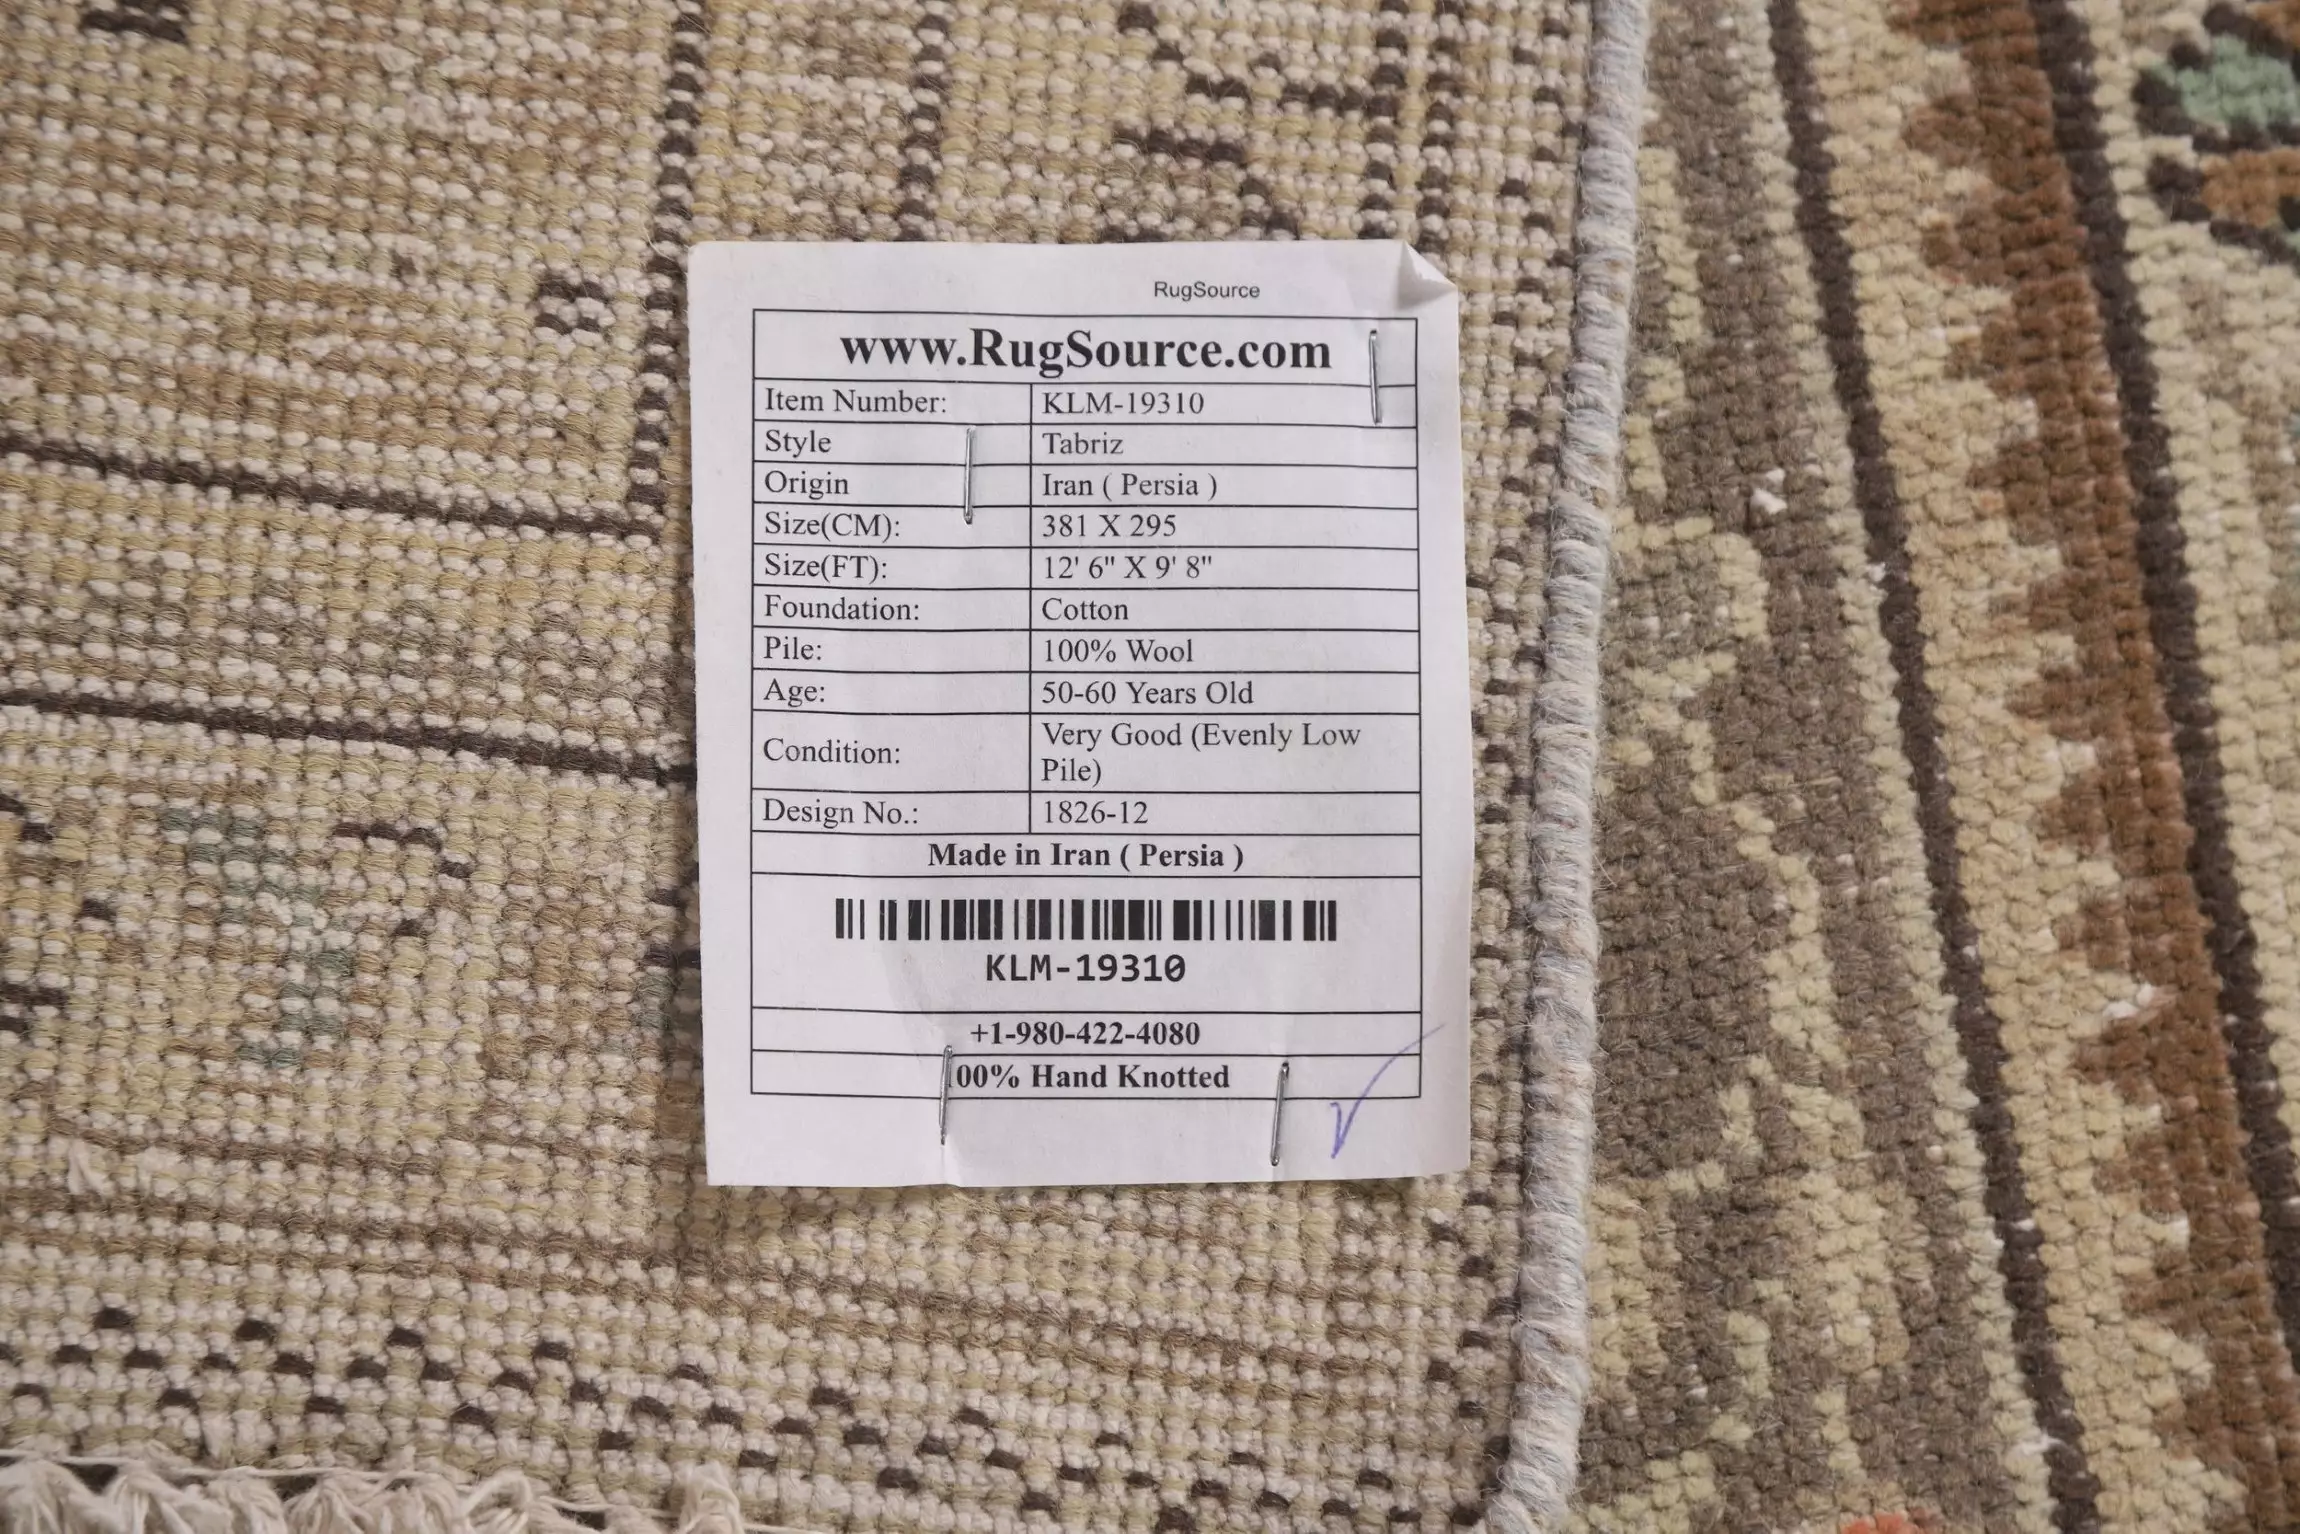 RugSource
www.RugSource.com
Item Number: KLM-19310
Style Tabriz
Origin Iran ( Persia )
Size(CM): 381 X 295
Size(FT): 12' 6" X 9' 8"
Foundation: Cotton
Pile: 100% Wool
Age: 50-60 Years Old
Condition: Very Good (Evenly Low
Pile)
Design No.: 1826-12
Made in Iran ( Persia )
KLM-19310
+1-980-422-4080
100% Hand Knotted